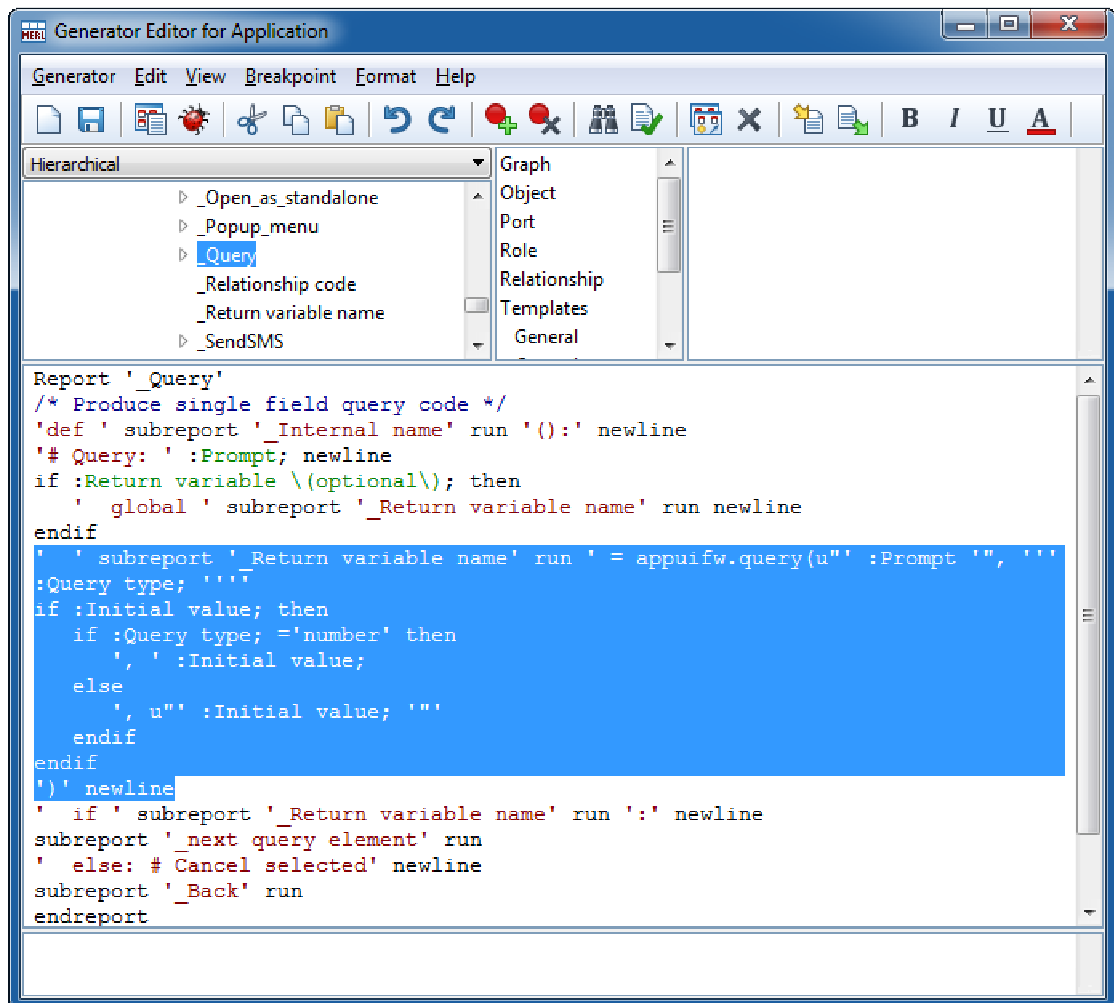 MERL Generator Editor for Application
Generator Edit View Breakpoint Format Help
B I U A
Hierarchical
_Open_as_standalone
_Popup_menu
_Query
_Relationship code
_Return variable name
_SendSMS
Graph
Object
Port
Role
Relationship
Templates
General
Report '_Query'
/* Produce single field query code */
'def ' subreport '_Internal name' run '():' newline
'# Query: ' :Prompt; newline
if :Return variable \(optional\); then
   '  global ' subreport '_Return variable name' run newline
endif
'  ' subreport '_Return variable name' run ' = appuifw.query(u"' :Prompt '", '''
:Query type; ''''
if :Initial value; then
   if :Query type; ='number' then
      ', ' :Initial value;
   else
      ', u"' :Initial value; '"'
   endif
endif
')' newline
'  if ' subreport '_Return variable name' run ':' newline
subreport '_next query element' run
'  else: # Cancel selected' newline
subreport '_Back' run
endreport